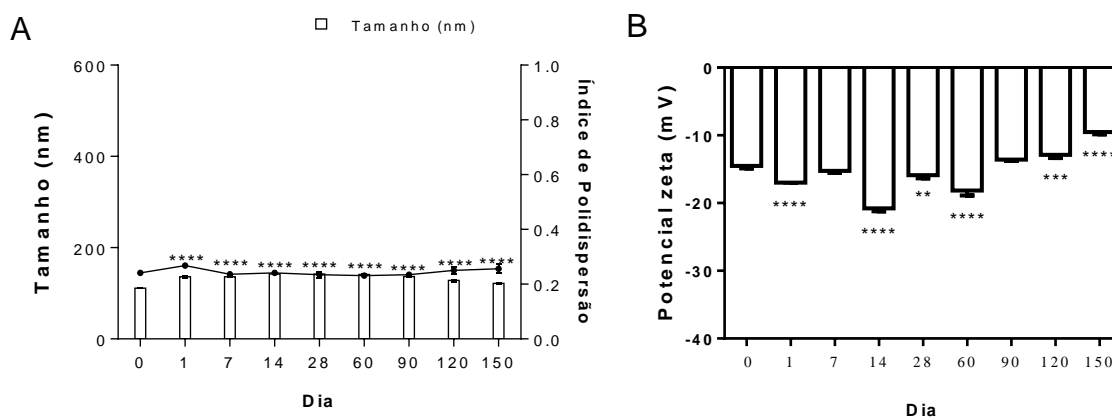 A
Tamanho (nm)
B
600
400
200
0
Tamanho (nm)
1.0
0.8
0.6
0.4
0.2
0.0
Índice de Polidispersão
**** **** **** **** **** **** **** ****
0 1 7 14 28 60 90 120 150
Dia
0
-10
-20
-30
-40
Potencial zeta (mV)
****
****
**
****
***
****
0 1 7 14 28 60 90 120 150
Dia